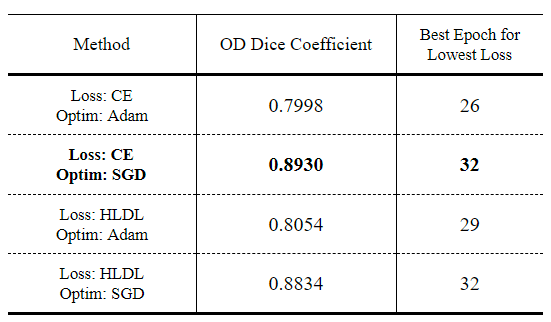 Method OD Dice Coefficient Best Epoch for
Lowest Loss
Loss: CE
Optim: Adam 0.7998 26
Loss: CE
Optim: SGD 0.8930 32
Loss: HLDL
Optim: Adam 0.8054 29
Loss: HLDL
Optim: SGD 0.8834 32